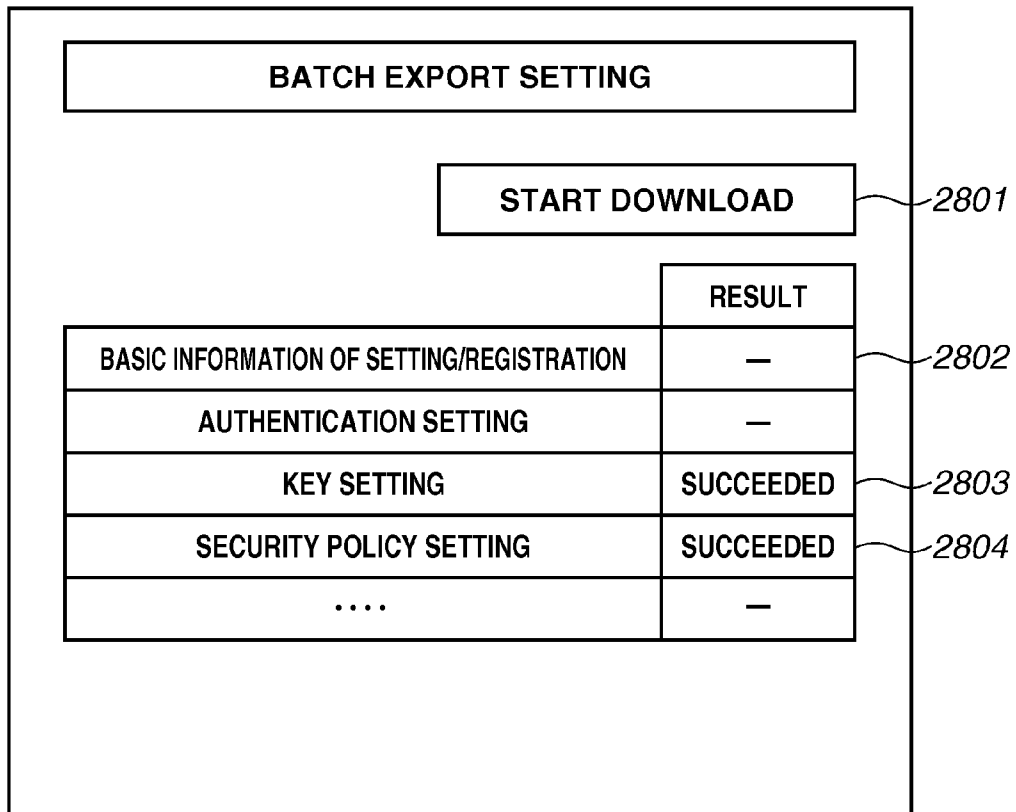 BATCH EXPORT SETTING
START DOWNLOAD 2801
RESULT
BASIC INFORMATION OF SETTING/REGISTRATION — 2802
AUTHENTICATION SETTING —
KEY SETTING SUCCEEDED 2803
SECURITY POLICY SETTING SUCCEEDED 2804
.... —